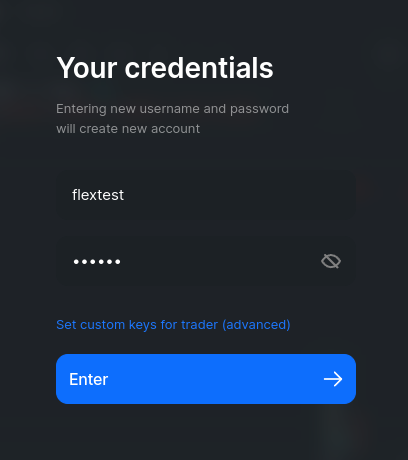 Your credentials
Entering new username and password
will create new account
flextest
••••••
Set custom keys for trader (advanced)
Enter